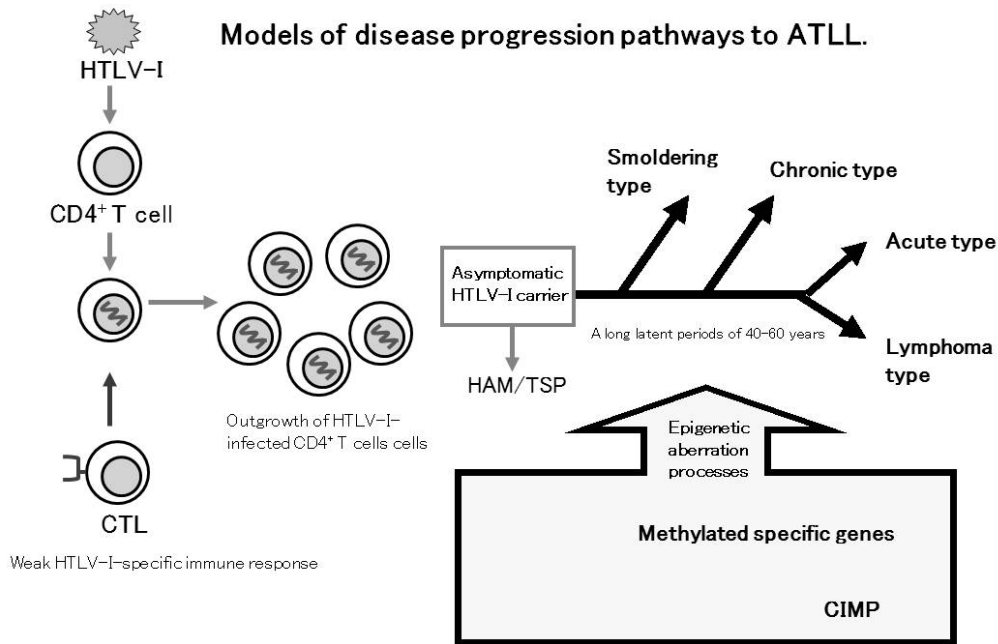 Models of disease progression pathways to ATLL.
HTLV-I
CD4⁺ T cell
CTL
Weak HTLV-I-specific immune response
Outgrowth of HTLV-I-
infected CD4⁺ T cells cells
Asymptomatic
HTLV-I carrier
HAM/TSP
Smoldering
type
Chronic type
Acute type
Lymphoma
type
A long latent periods of 40-60 years
Epigenetic
aberration
processes
Methylated specific genes
CIMP